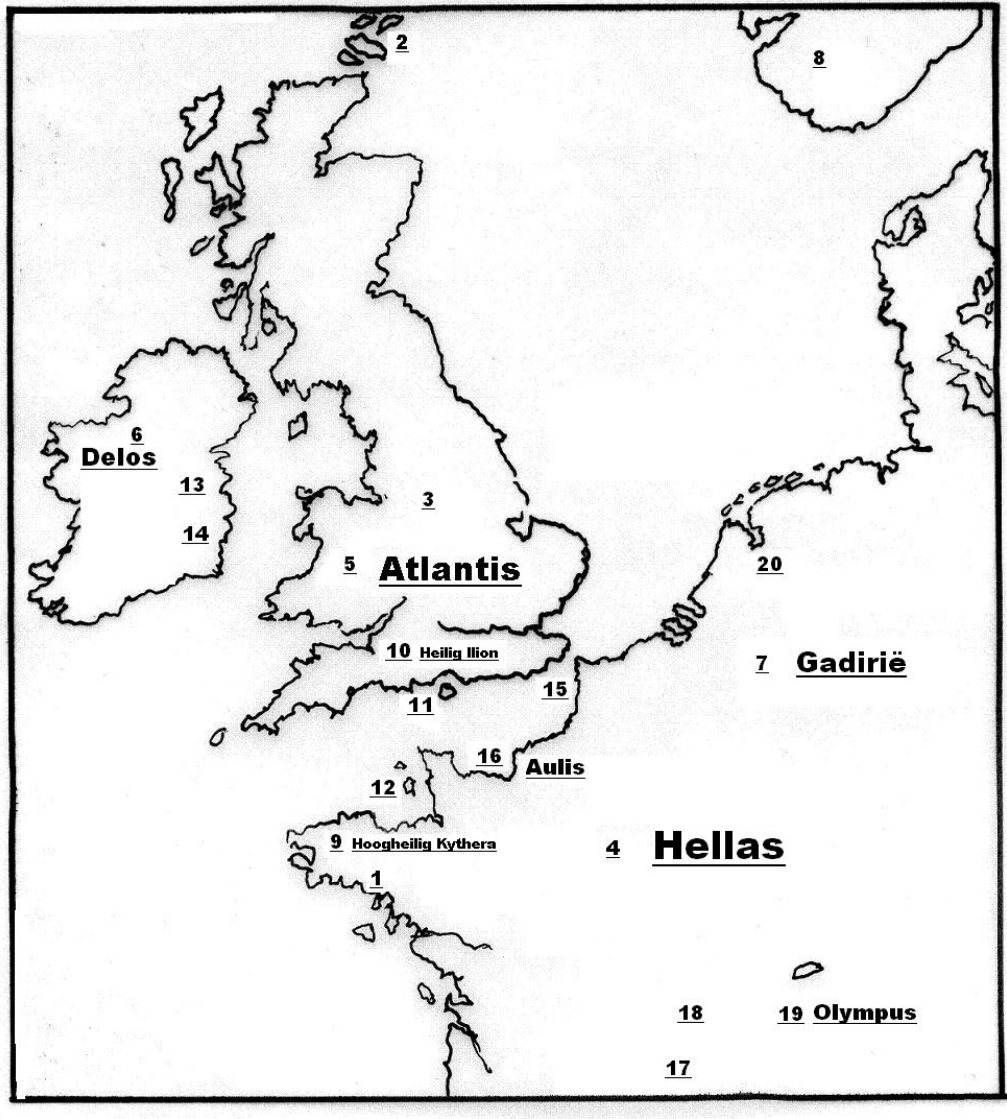 2
8
6
Delos
13
3
14
5 Atlantis
20
10 Heilig Ilion
7 Gadirië
15
11
16
Aulis
12
9 Hoogheilig Kythera
4 Hellas
1
18
19 Olympus
17